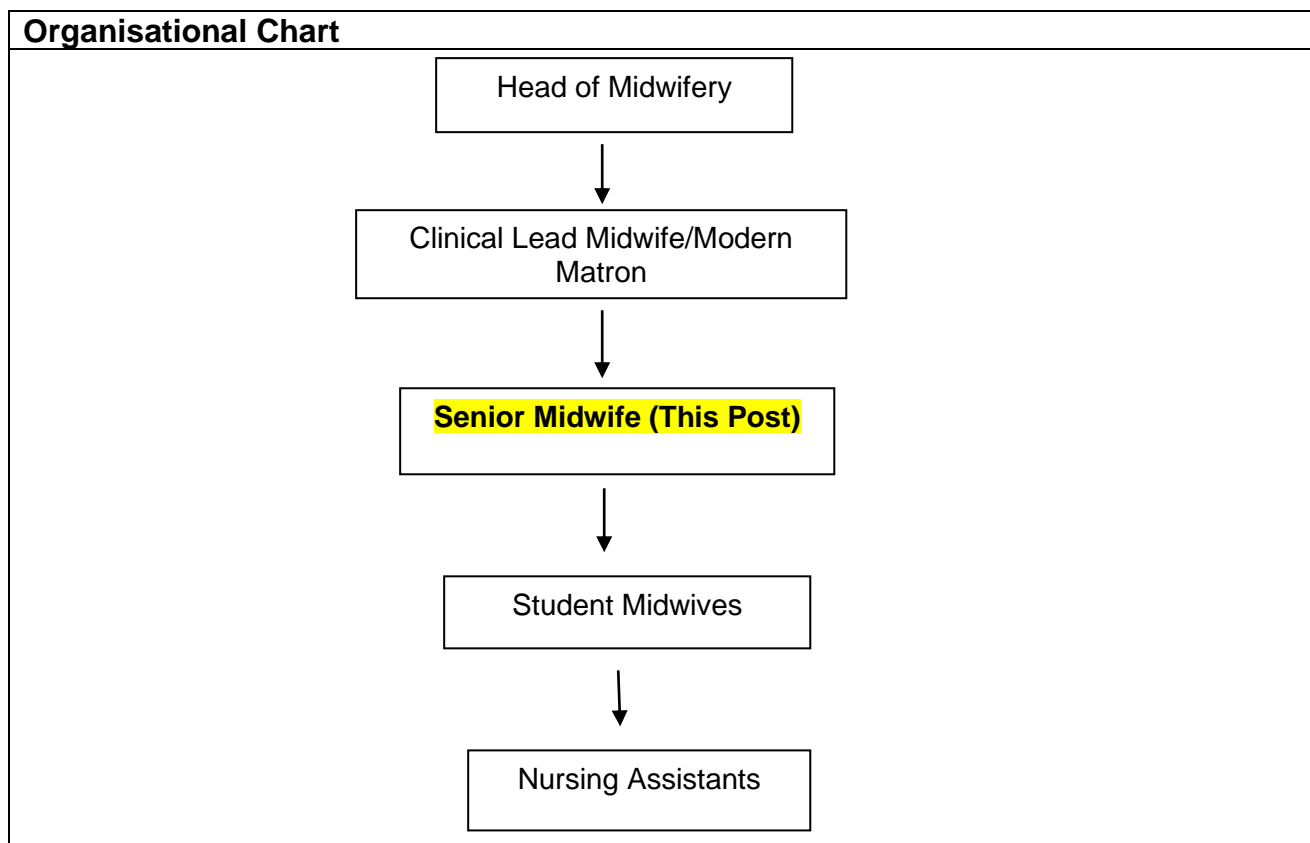 Organisational Chart
Head of Midwifery
Clinical Lead Midwife/Modern
Matron
Senior Midwife (This Post)
Student Midwives
Nursing Assistants